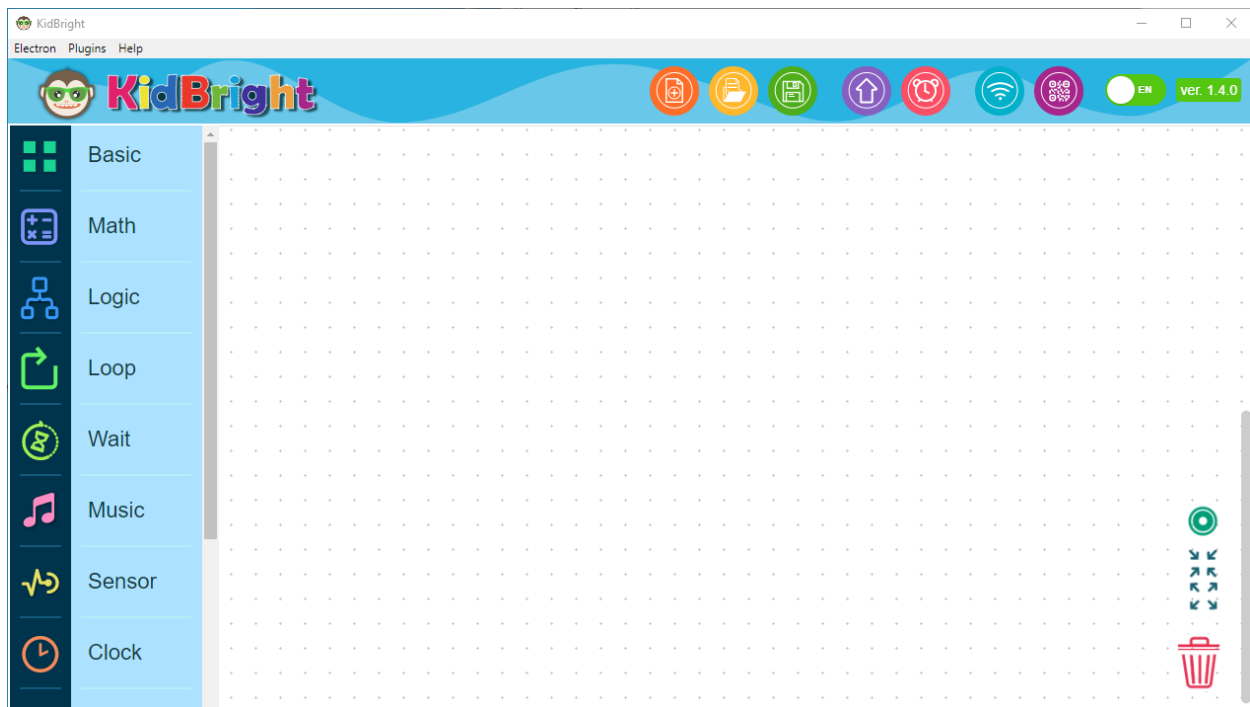 KidBright
Electron Plugins Help
KidBright
EN
ver. 1.4.0
Basic
Math
Logic
Loop
Wait
Music
Sensor
Clock